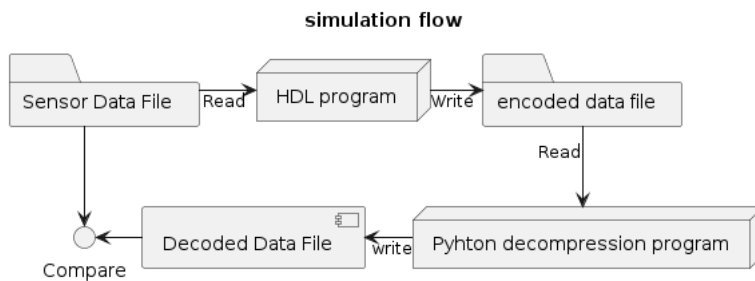 simulation flow
Sensor Data File
Read
HDL program
Write
encoded data file
Read
Decoded Data File
write
Pyhton decompression program
Compare